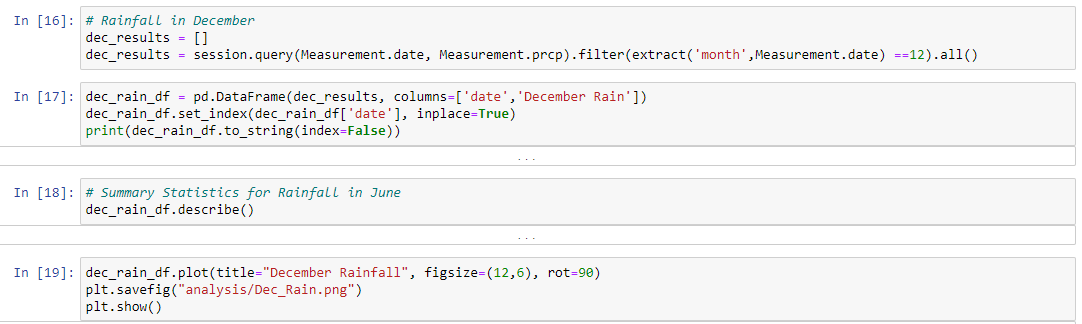 In [16]: # Rainfall in December
dec_results = []
dec_results = session.query(Measurement.date, Measurement.prcp).filter(extract('month',Measurement.date) ==12).all()
In [17]: dec_rain_df = pd.DataFrame(dec_results, columns=['date','December Rain'])
dec_rain_df.set_index(dec_rain_df['date'], inplace=True)
print(dec_rain_df.to_string(index=False))
...
In [18]: # Summary Statistics for Rainfall in June
dec_rain_df.describe()
...
In [19]: dec_rain_df.plot(title="December Rainfall", figsize=(12,6), rot=90)
plt.savefig("analysis/Dec_Rain.png")
plt.show()